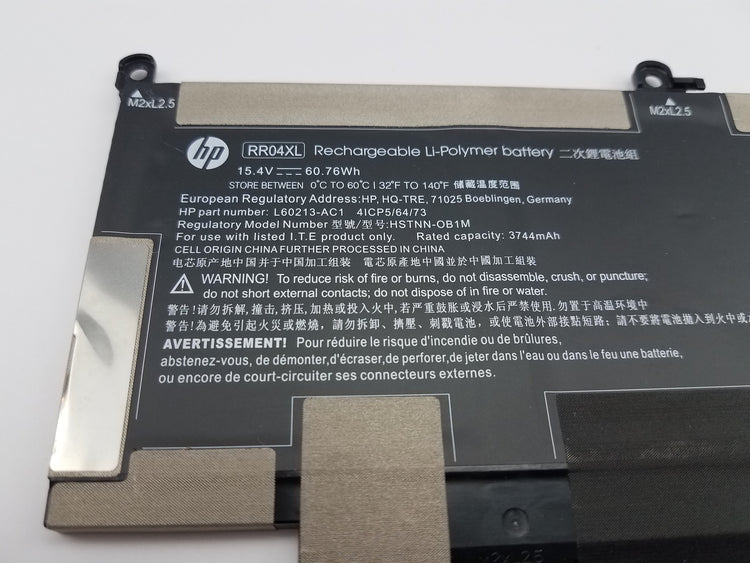 M2xL2.5
M2xL2.5
hp RR04XL Rechargeable Li-Polymer battery 二次鋰電池組
15.4V⎓60.76Wh
STORE BETWEEN 0°C TO 60°C I 32°F TO 140°F 儲藏溫度范圍
European Regulatory Address:HP, HQ-TRE, 71025 Boeblingen, Germany
HP part number: L60213-AC1 4ICP5/64/73
Regulatory Model Number 型號/型号:HSTNN-OB1M
For use with listed I.T.E product only. Rated capacity: 3744mAh
CELL ORIGIN CHINA FURTHER PROCESSED IN CHINA
电芯原产地中国并于中国加工组装 電芯原產地中國並於中國加工組裝
WARNING! To reduce risk of fire or burns, do not disassemble, crush, or puncture;
do not short external contacts; do not dispose of in fire or water.
警告!请勿拆解, 撞击, 挤压, 加热或投入火中, 若严重鼓胀或浸水后严禁使用. 勿置于高温环境中
警告!為避免引起火災或燃燒, 請勿拆卸、擠壓、刺戳電池, 或使電池外部接點短路; 請不要將電池拋入到火中或
AVERTISSEMENT! Pour réduire le risque d'incendie ou de brûlures,
abstenez-vous, de démonter,d'écraser,de perforer,de jeter dans l'eau ou dans le feu une batterie,
ou encore de court-circuiter ses connecteurs externes.